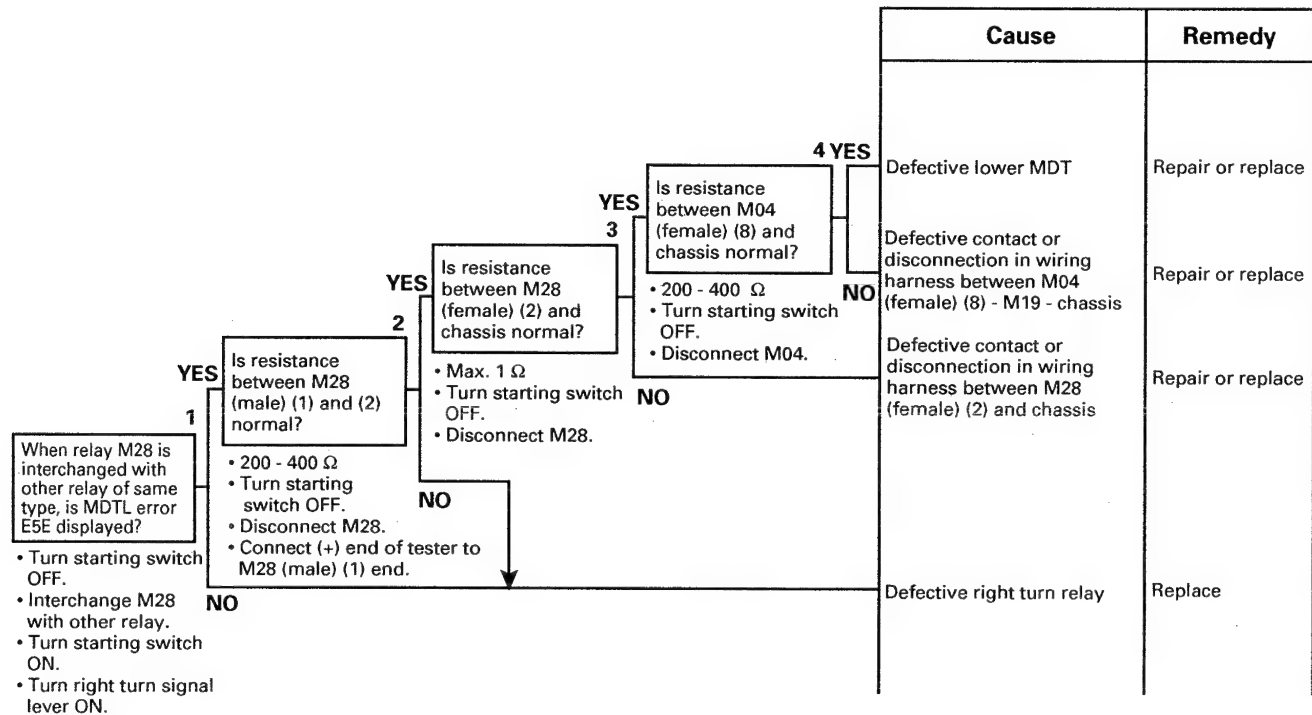 Cause
Remedy
4 YES
Defective lower MDT
Repair or replace
Is resistance
between M04
(female) (8) and
chassis normal?
YES
3
• 200 - 400 Ω
• Turn starting switch
OFF.
• Disconnect M04.
NO
Defective contact or
disconnection in wiring
harness between M04
(female) (8) - M19 - chassis
Repair or replace
Is resistance
between M28
(female) (2) and
chassis normal?
YES
2
• Max. 1 Ω
• Turn starting switch
OFF.
• Disconnect M28.
NO
Defective contact or
disconnection in wiring
harness between M28
(female) (2) and chassis
Repair or replace
Is resistance
between M28
(male) (1) and (2)
normal?
YES
1
• 200 - 400 Ω
• Turn starting
switch OFF.
• Disconnect M28.
• Connect (+) end of tester to
M28 (male) (1) end.
NO
When relay M28 is
interchanged with
other relay of same
type, is MDTL error
E5E displayed?
• Turn starting switch
OFF.
• Interchange M28
with other relay.
• Turn starting switch
ON.
• Turn right turn signal
lever ON.
NO
Defective right turn relay
Replace